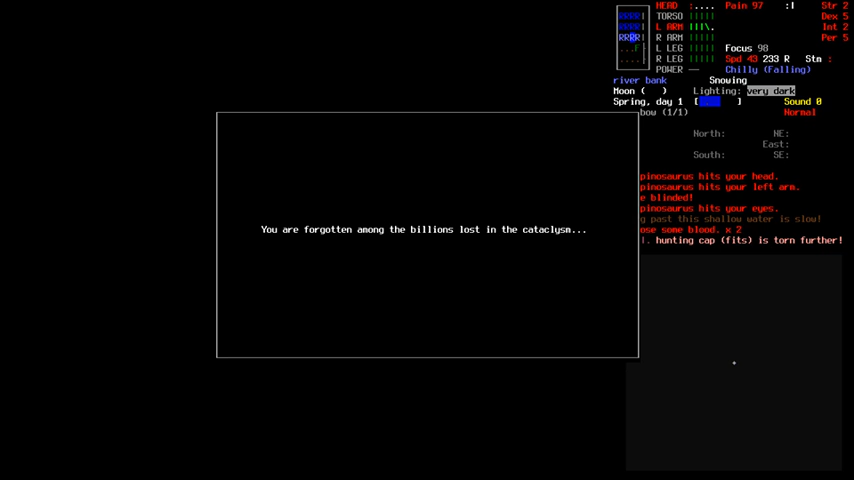 HEAD :.... Pain 97 :| Str 2
RRRR| TORSO ||||| Dex 5
RRRR| L ARM |||\. Int 2
RRRR| R ARM ||||| Per 5
...F L LEG ||||| Focus 98
.... R LEG ||||| Spd 43 233 R Stm :
POWER — Chilly (Falling)
river bank Snowing
Moon ( ) Lighting: very dark
Spring, day 1 [ ] Sound 0
bow (1/1) Normal
North: NE:
East:
South: SE:
pinosaurus hits your head.
pinosaurus hits your left arm.
e blinded!
pinosaurus hits your eyes.
g past this shallow water is slow!
ose some blood. x 2
l. hunting cap (fits) is torn further!
You are forgotten among the billions lost in the cataclysm...